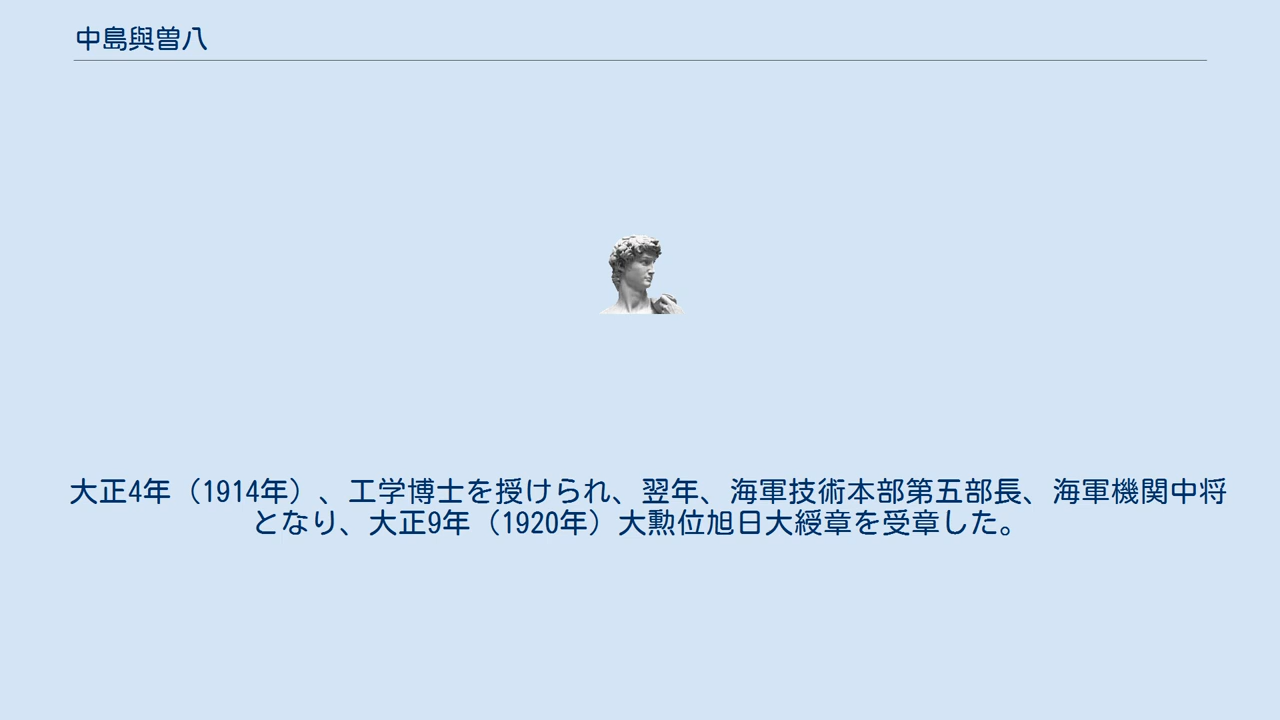 中島與曽八
大正4年（1914年）、工学博士を授けられ、翌年、海軍技術本部第五部長、海軍機関中将
となり、大正9年（1920年）大勲位旭日大綬章を受章した。